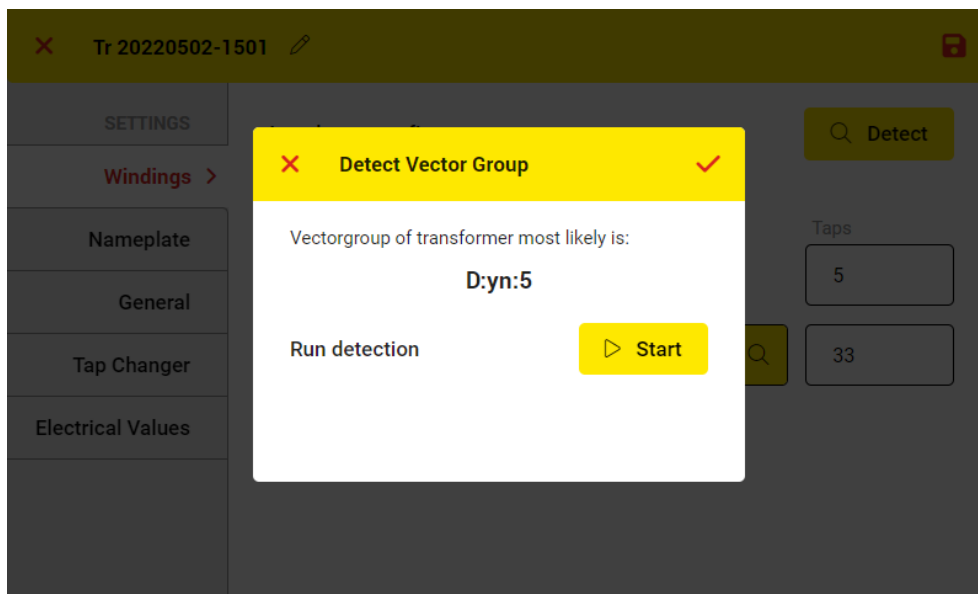 Tr 20220502-1501
SETTINGS
Detect
Windings
Detect Vector Group
Nameplate
Vectorgroup of transformer most likely is:
Taps
D:yn:5
5
General
Run detection
Start
33
Tap Changer
Electrical Values